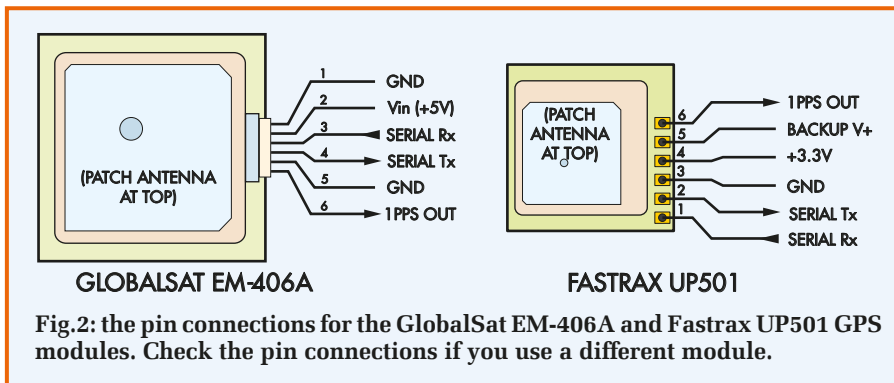 1 GND
2 Vin (+5V)
3 SERIAL Rx
4 SERIAL Tx
5 GND
6 1PPS OUT
(PATCH ANTENNA
AT TOP)
GLOBALSAT EM-406A
(PATCH
ANTENNA
AT TOP)
6 1PPS OUT
5 BACKUP V+
4 +3.3V
3 GND
2 SERIAL Tx
1 SERIAL Rx
FASTRAX UP501
Fig.2: the pin connections for the GlobalSat EM-406A and Fastrax UP501 GPS
modules. Check the pin connections if you use a different module.